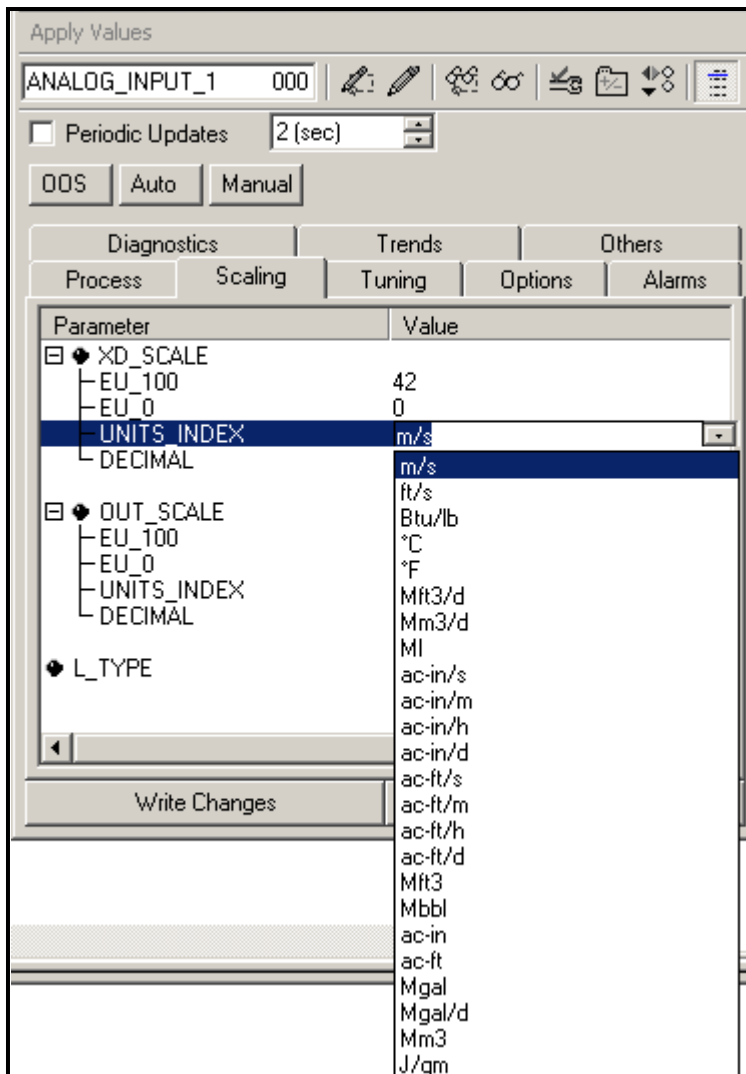 Apply Values
ANALOG_INPUT_1 000
Periodic Updates 2 (sec)
OOS Auto Manual
Diagnostics Trends Others
Process Scaling Tuning Options Alarms
Parameter Value
XD_SCALE
EU_100 42
EU_0 0
UNITS_INDEX m/s
DECIMAL m/s
ft/s
OUT_SCALE Btu/lb
EU_100 °C
EU_0 °F
UNITS_INDEX Mft3/d
DECIMAL Mm3/d
Ml
L_TYPE ac-in/s
ac-in/m
ac-in/h
ac-in/d
ac-ft/s
Write Changes ac-ft/m
ac-ft/h
ac-ft/d
Mft3
Mbbl
ac-in
ac-ft
Mgal
Mgal/d
Mm3
J/gm